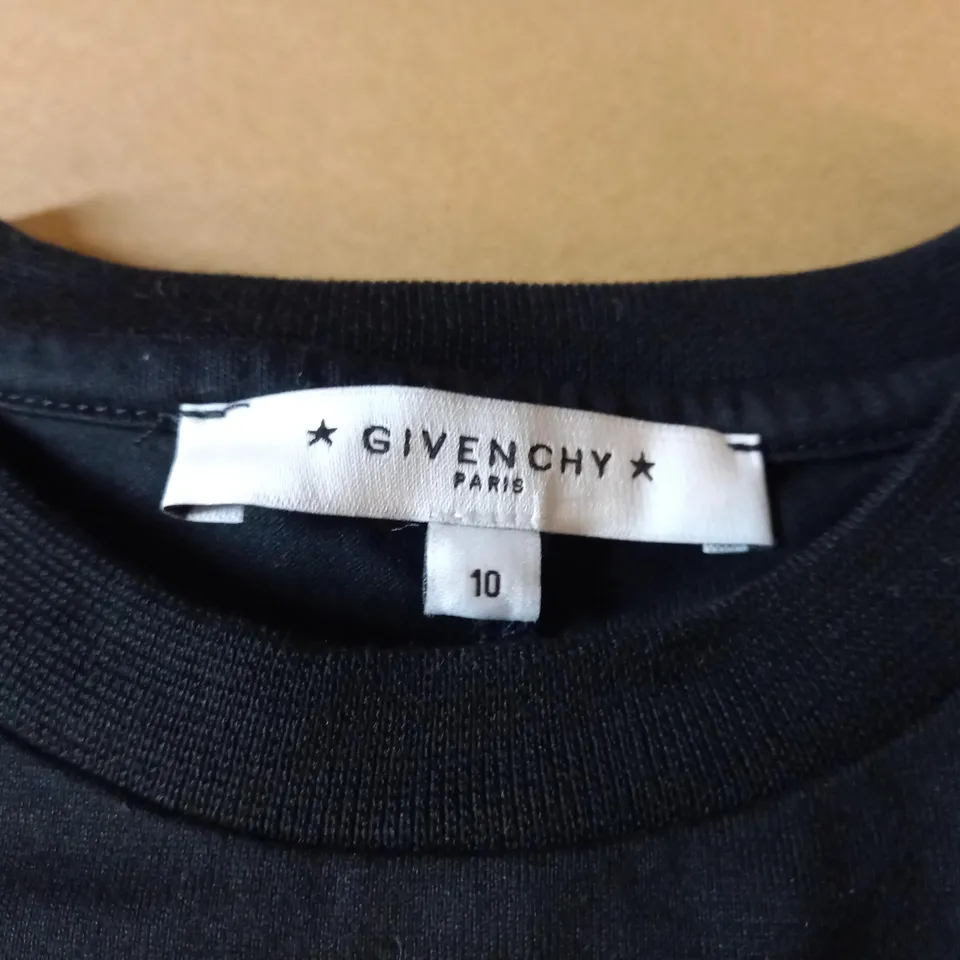 ★ GIVENCHY ★
PARIS
10